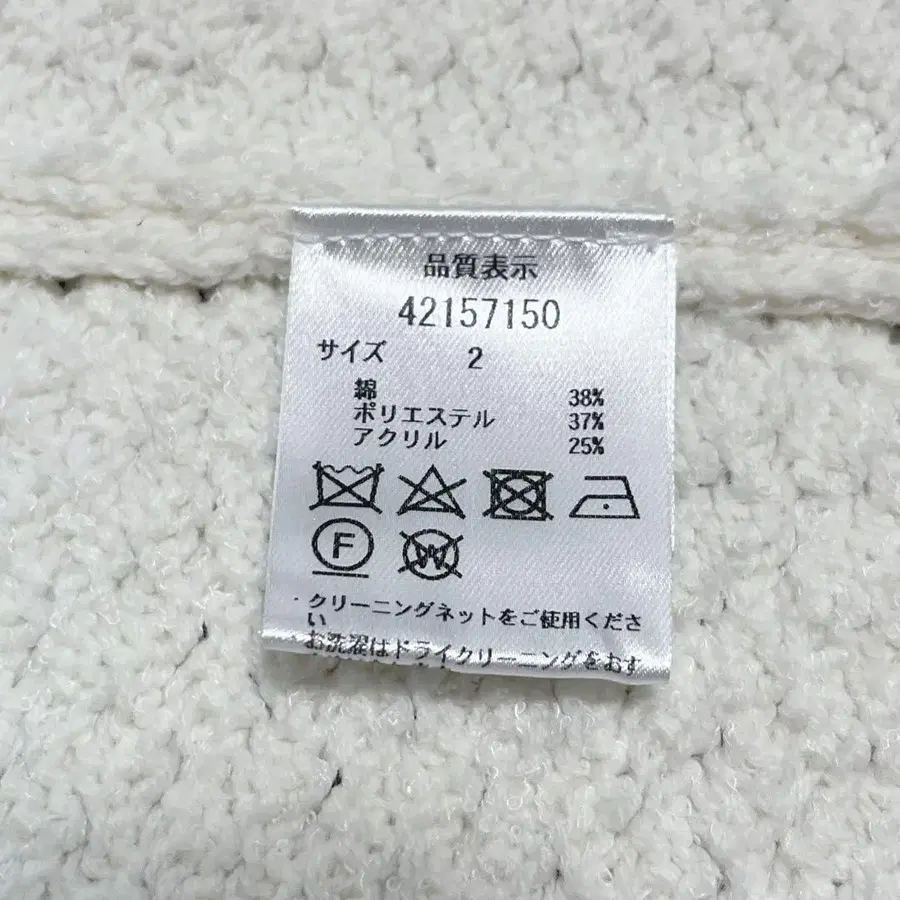 品質表示
42157150
サイズ 2
綿 38%
ポリエステル 37%
アクリル 25%
F
W
・クリーニングネットをご使用くださ
い
お洗濯はドライクリーニングをおす